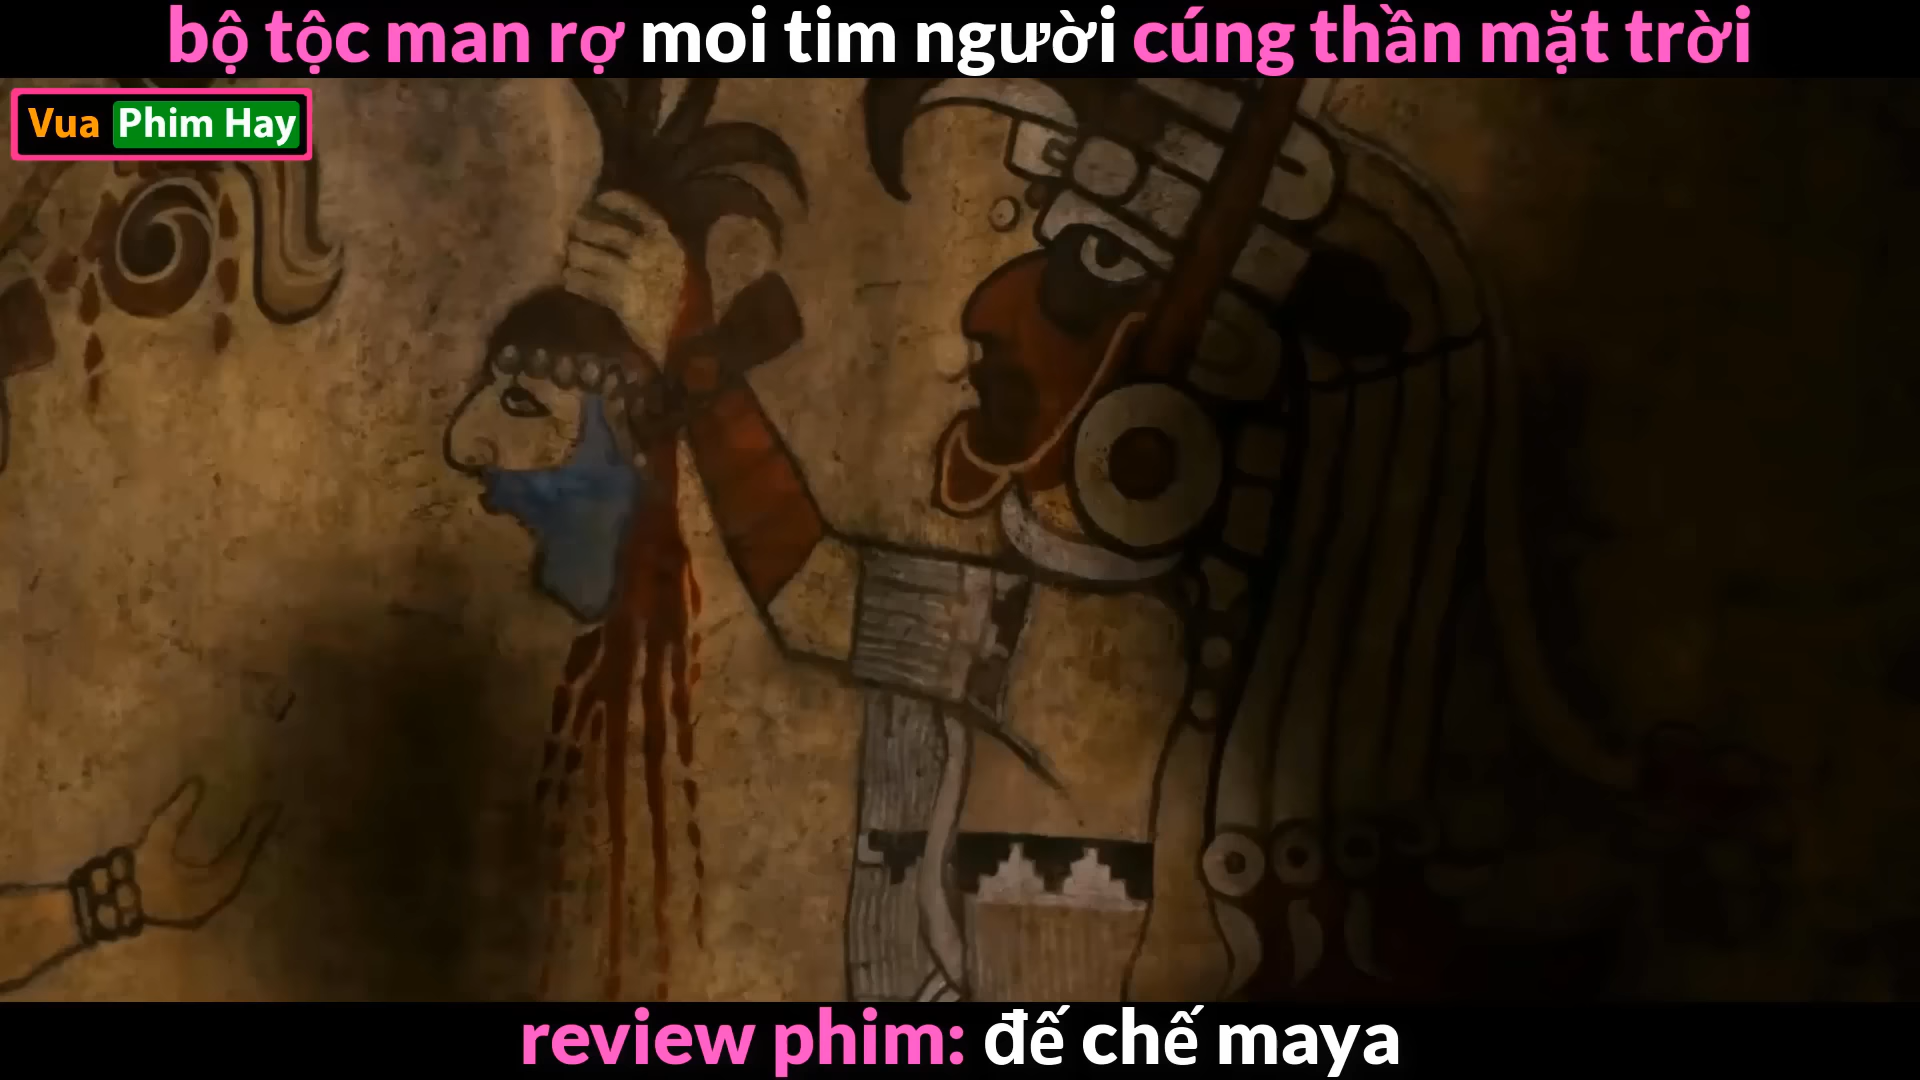 bộ tộc man rợ moi tim người cúng thần mặt trời
Vua Phim Hay
review phim: đế chế maya